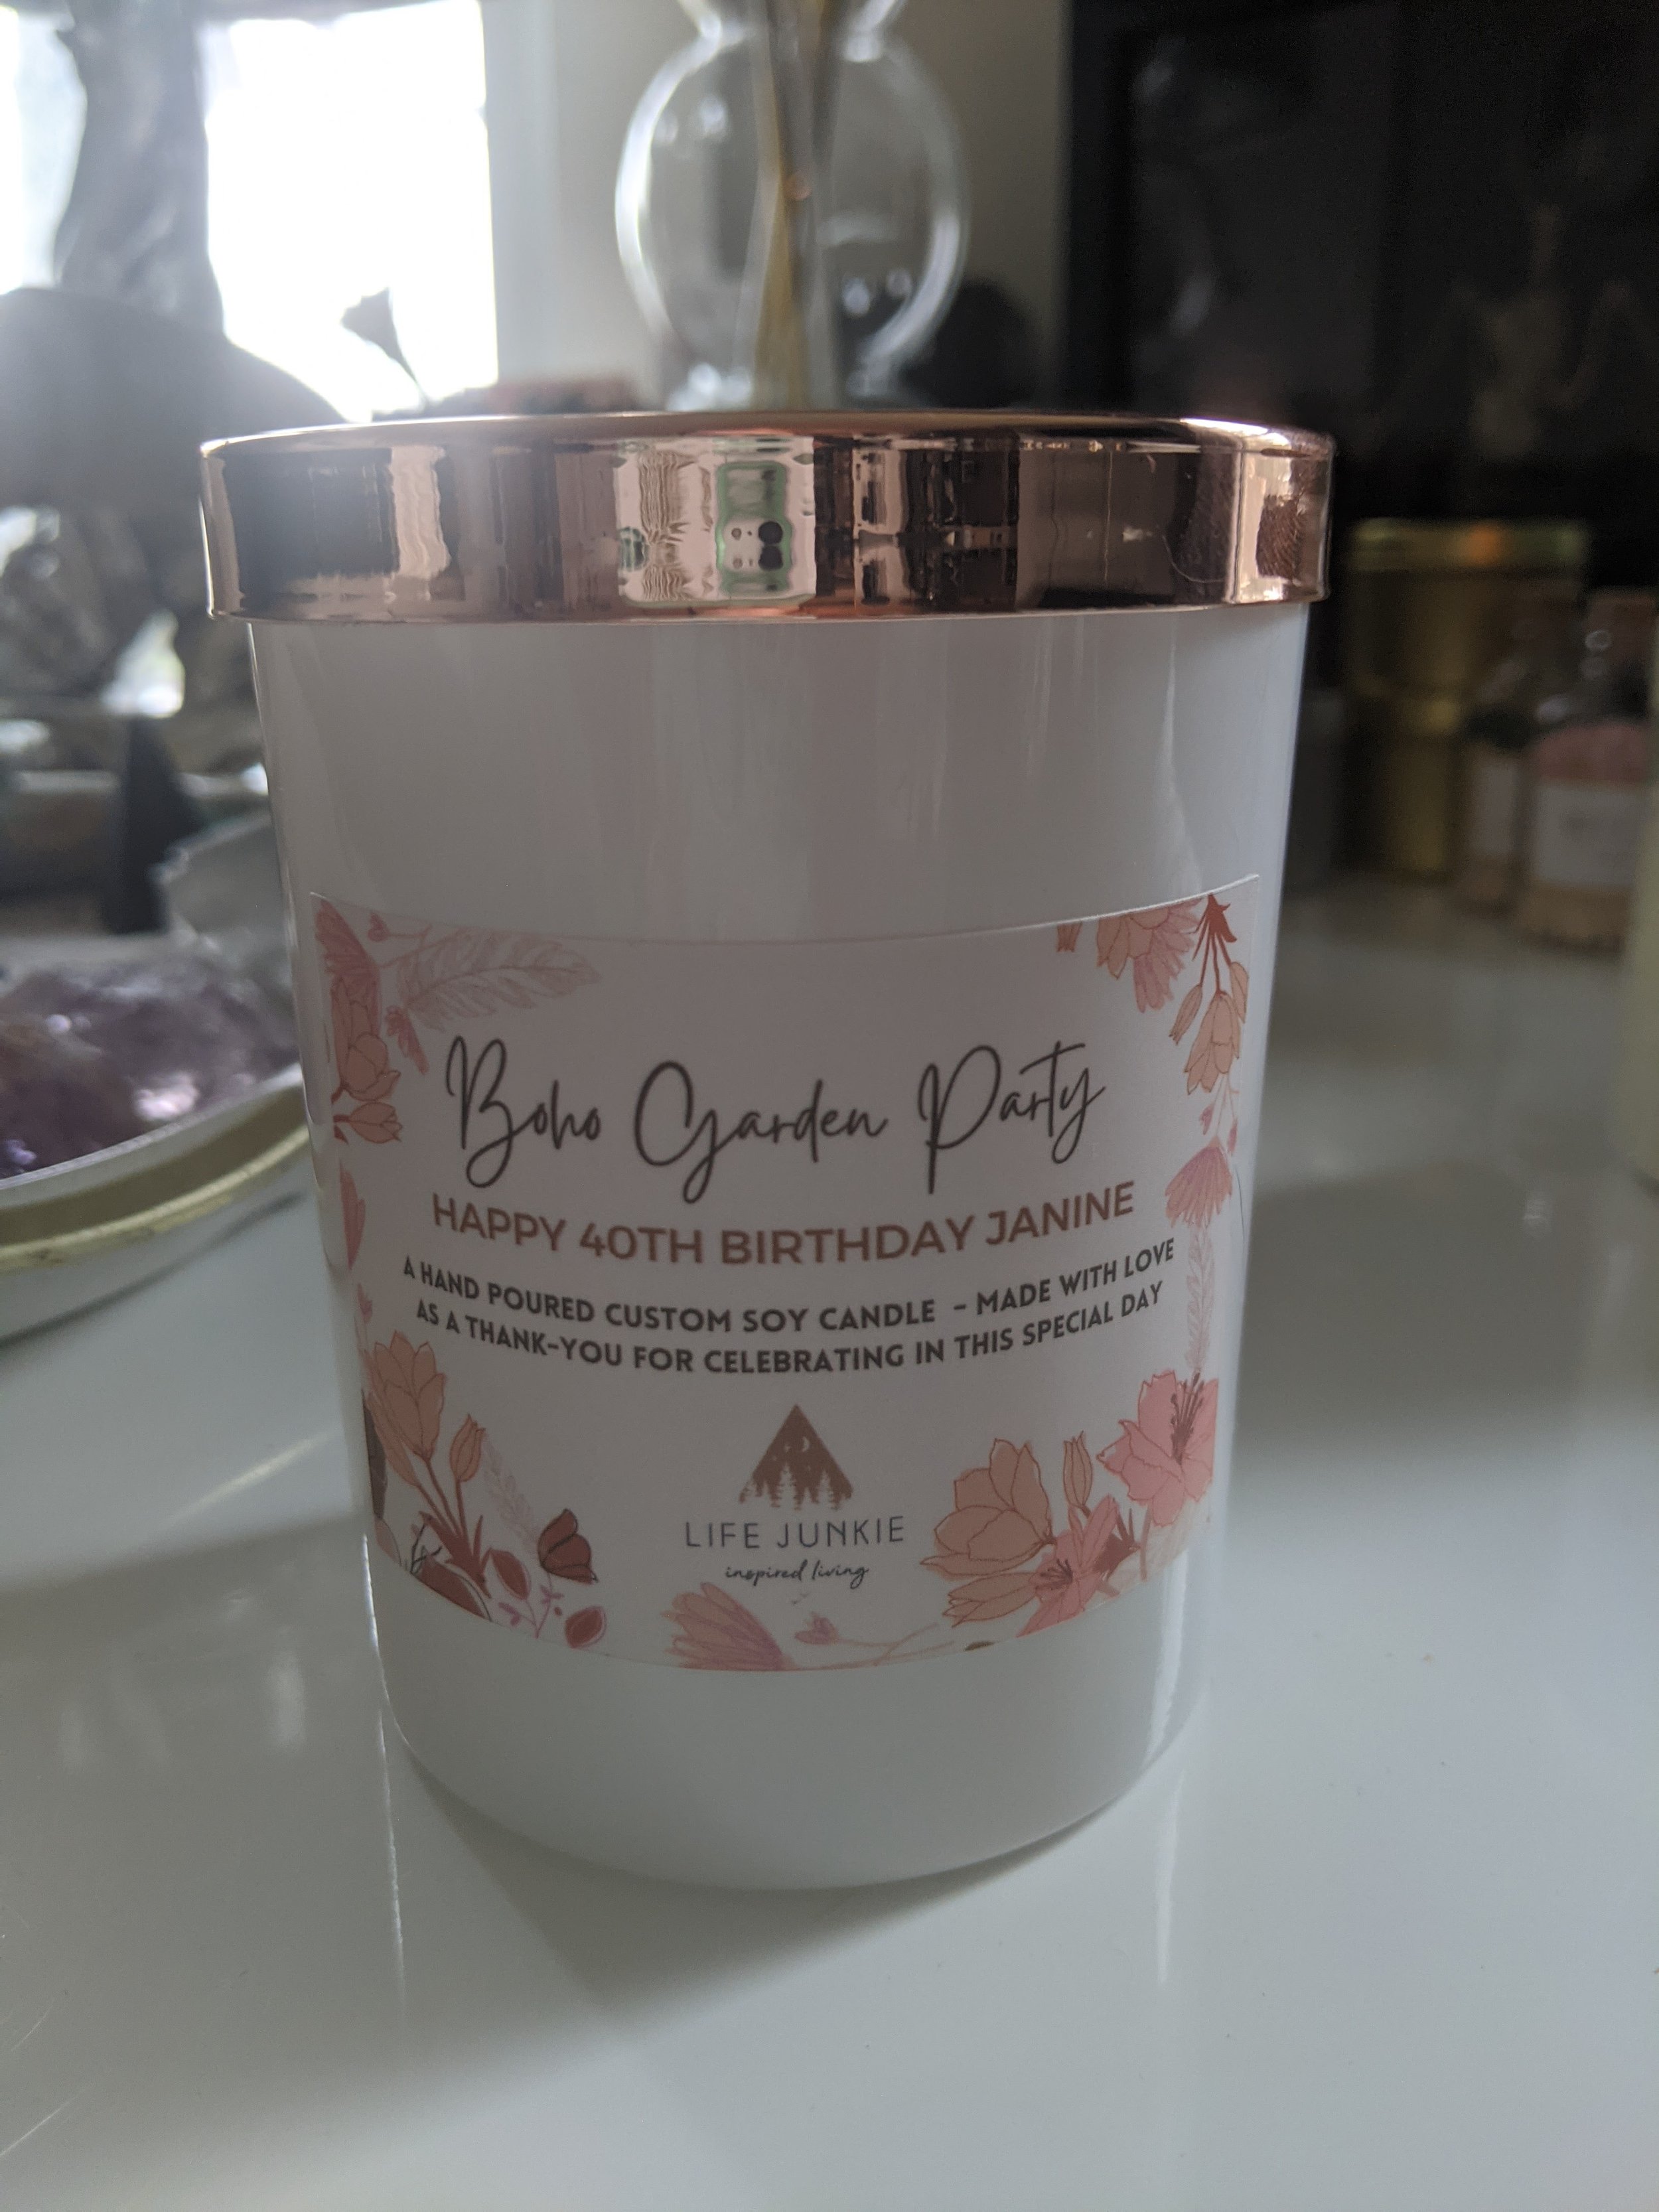 Boho Garden Party
HAPPY 40TH BIRTHDAY JANINE
A HAND POURED CUSTOM SOY CANDLE - MADE WITH LOVE
AS A THANK-YOU FOR CELEBRATING IN THIS SPECIAL DAY
LIFE JUNKIE
inspired living